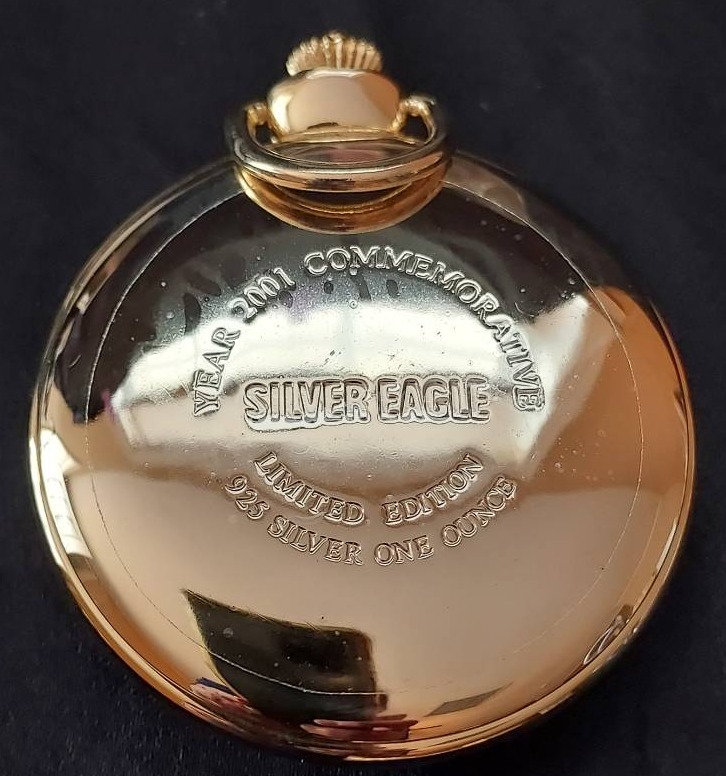 YEAR 2001 COMMEMORATIVE
SILVER EAGLE
LIMITED EDITION
925 SILVER ONE OUNCE